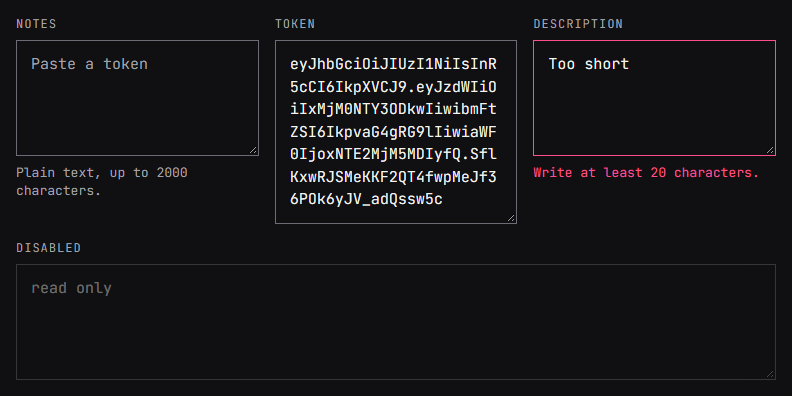 NOTES
Paste a token
Plain text, up to 2000
characters.
TOKEN
eyJhbGciOiJIUzI1NiIsInR
5cCI6IkpXVCJ9.eyJzdWIiO
iIxMjM0NTY3ODkwIiwibmFt
ZSI6IkpvaG4gRG9lIiwiaWF
0IjoxNTE2MjM5MDIyfQ.Sfl
KxwRJSMeKKF2QT4fwpMeJf3
6POk6yJV_adQssw5c
DESCRIPTION
Too short
Write at least 20 characters.
DISABLED
read only